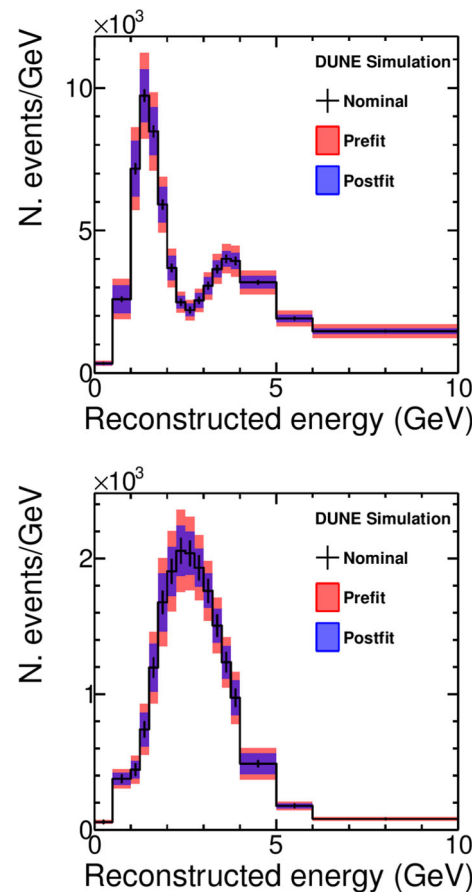 ×10³
N. events/GeV
10
5
0
DUNE Simulation
Nominal
Prefit
Postfit
0
5
10
Reconstructed energy (GeV)
×10³
N. events/GeV
2
1
0
DUNE Simulation
Nominal
Prefit
Postfit
0
5
10
Reconstructed energy (GeV)